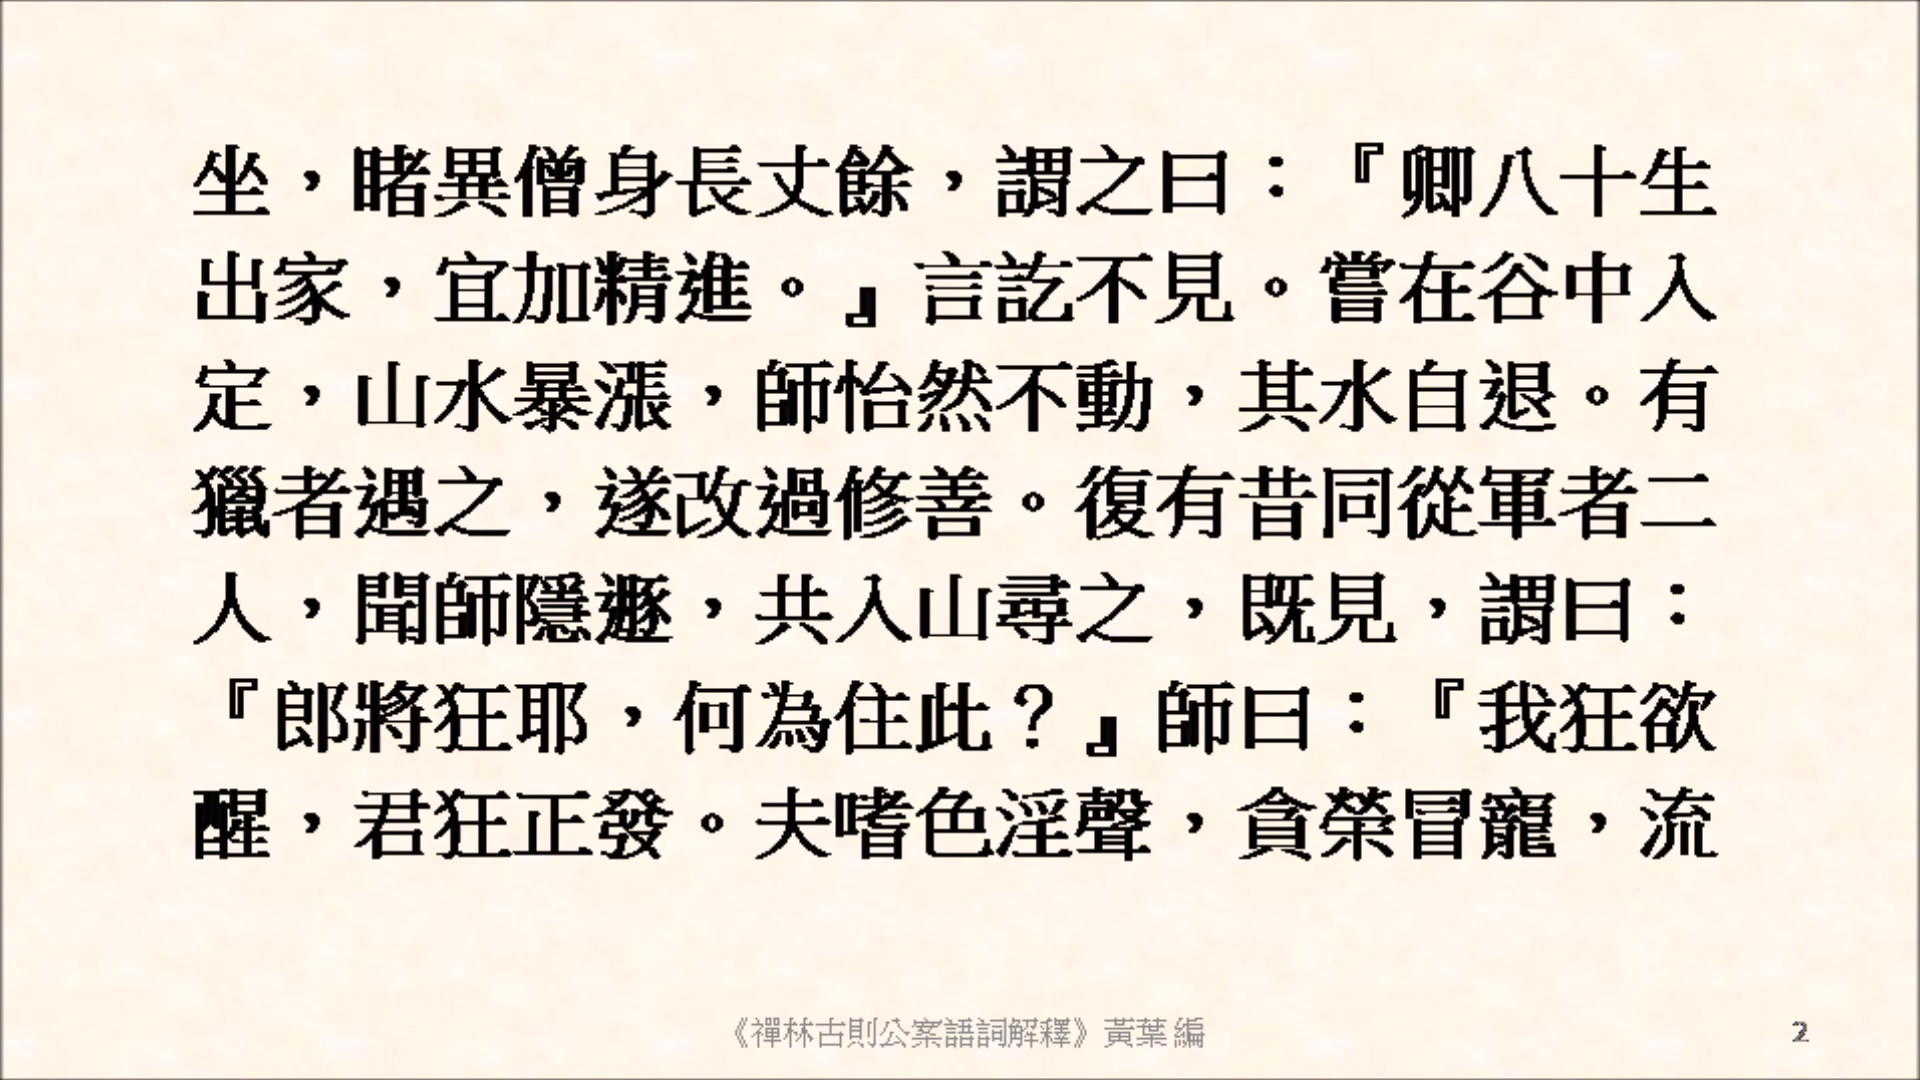 坐，睹異僧身長丈餘，謂之曰：『卿八十生
出家，宜加精進。』言訖不見。嘗在谷中入
定，山水暴漲，師怡然不動，其水自退。有
獵者遇之，遂改過修善。復有昔同從軍者二
人，聞師隱遯，共入山尋之，既見，謂曰：
『郎將狂耶，何為住此？』師曰：『我狂欲
醒，君狂正發。夫嗜色淫聲，貪榮冒寵，流
《禪林古則公案語詞解釋》黃葉 編
2